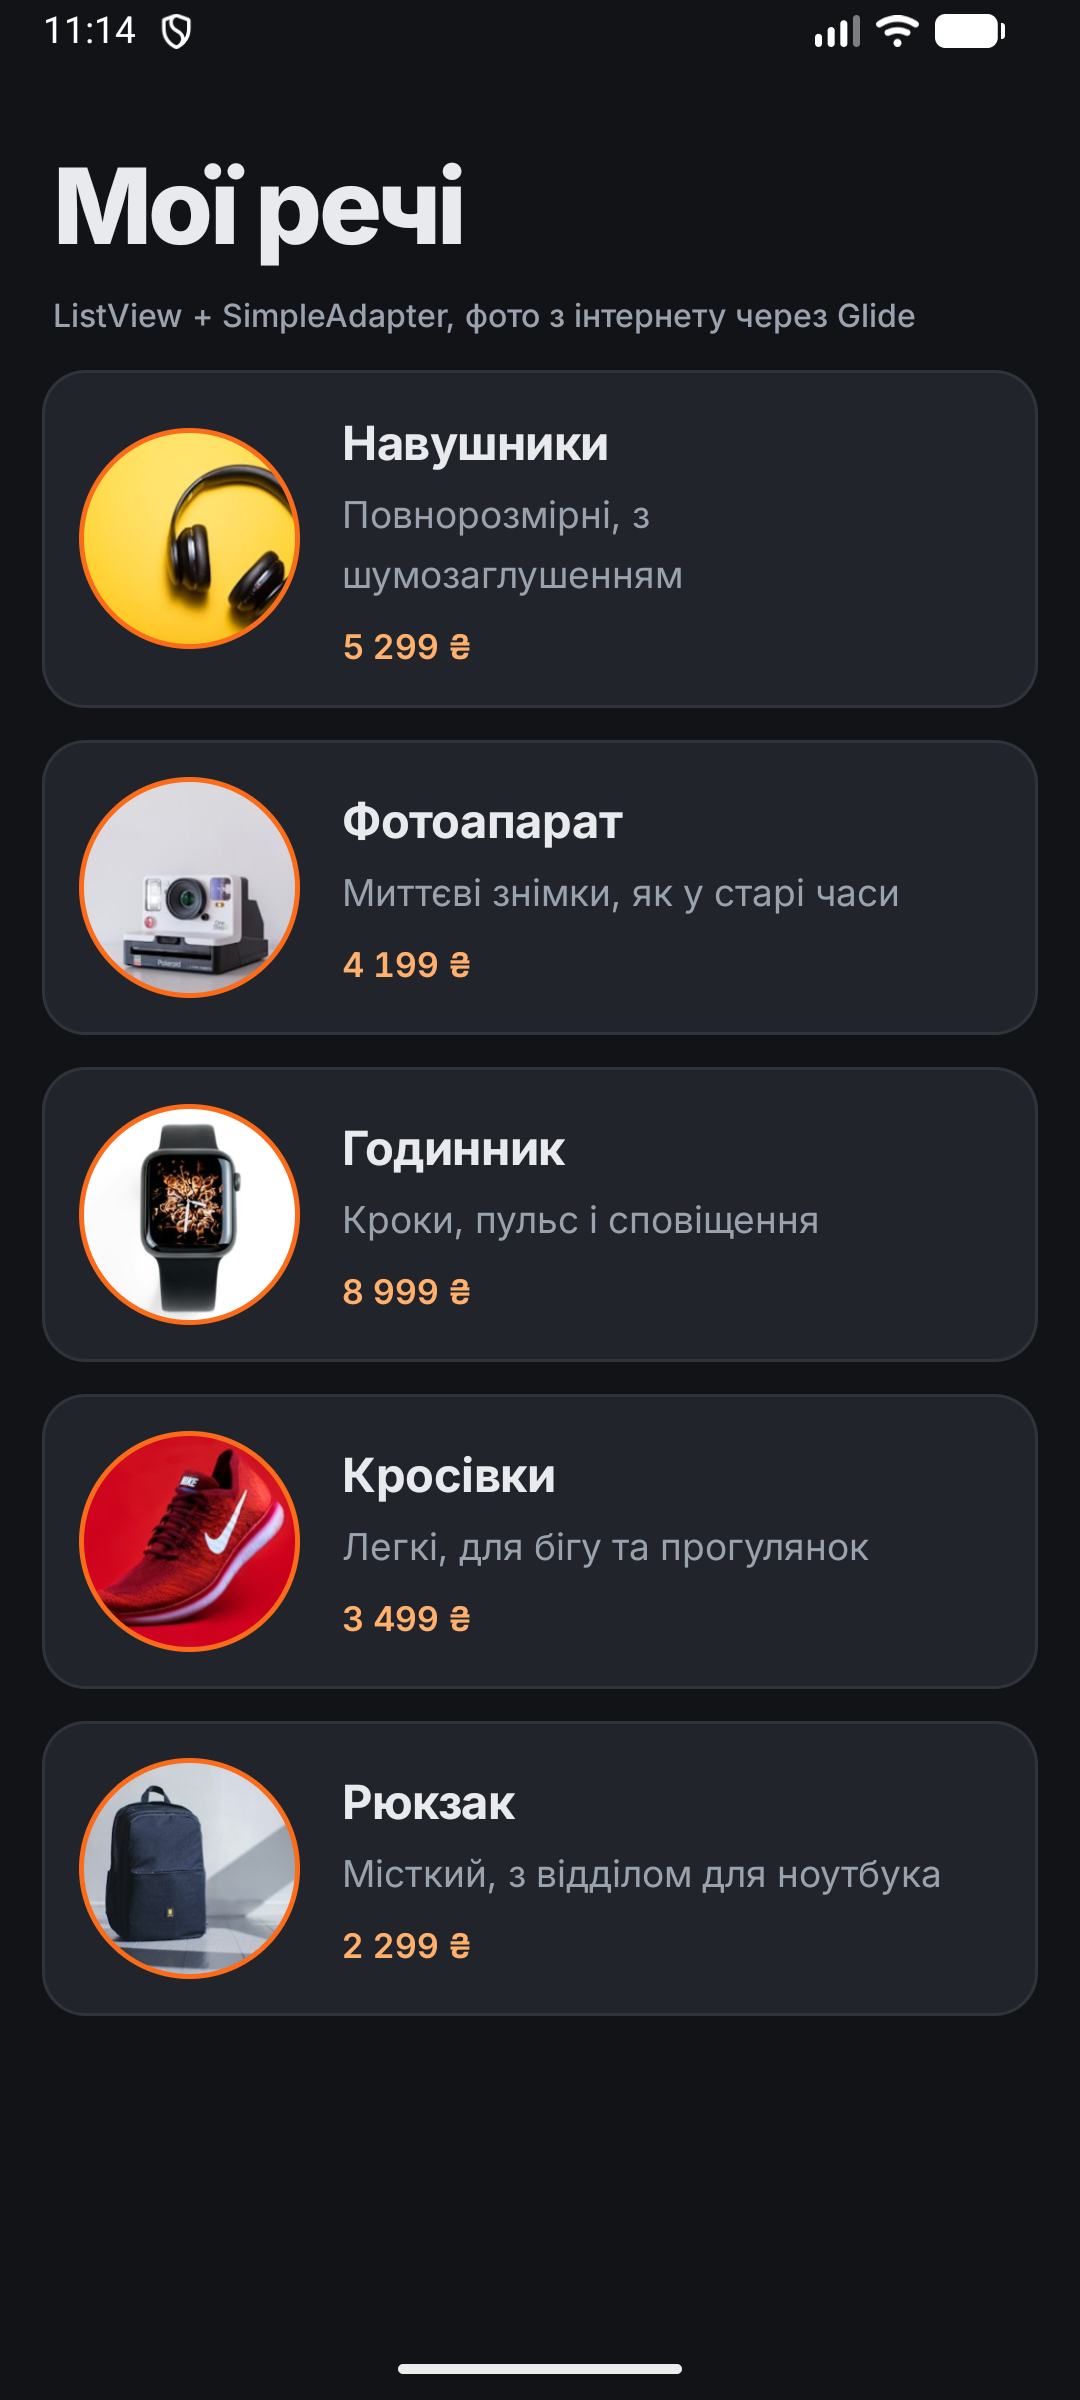 11:14
Мої речі
ListView + SimpleAdapter, фото з інтернету через Glide
Навушники
Повнорозмірні, з
шумозаглушенням
5 299 ₴
Фотоапарат
Миттєві знімки, як у старі часи
4 199 ₴
Polaroid
Годинник
Кроки, пульс і сповіщення
8 999 ₴
NIKE
Кросівки
Легкі, для бігу та прогулянок
3 499 ₴
Рюкзак
Місткий, з відділом для ноутбука
2 299 ₴